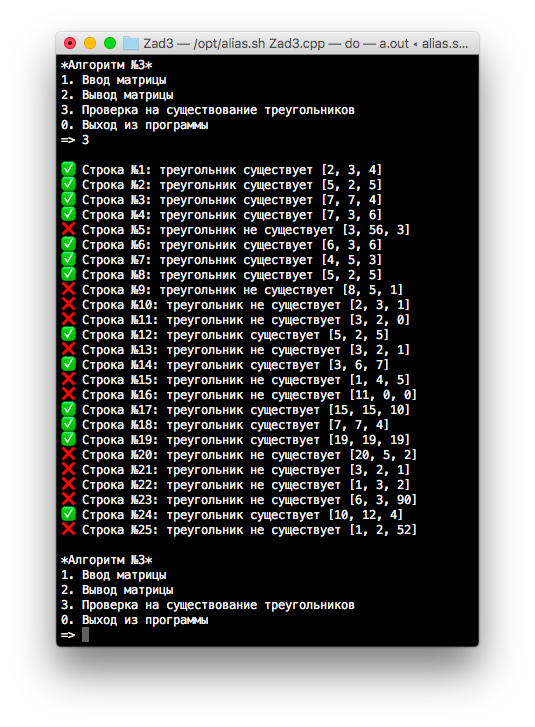 Zad3 — /opt/alias.sh Zad3.cpp — do — a.out ◂ alias.s...
*Алгоритм №3*
1. Ввод матрицы
2. Вывод матрицы
3. Проверка на существование треугольников
0. Выход из программы
=> 3
✅ Строка №1: треугольник существует [2, 3, 4]
✅ Строка №2: треугольник существует [5, 2, 5]
✅ Строка №3: треугольник существует [7, 7, 4]
✅ Строка №4: треугольник существует [7, 3, 6]
❌ Строка №5: треугольник не существует [3, 56, 3]
✅ Строка №6: треугольник существует [6, 3, 6]
✅ Строка №7: треугольник существует [4, 5, 3]
✅ Строка №8: треугольник существует [5, 2, 5]
❌ Строка №9: треугольник не существует [8, 5, 1]
❌ Строка №10: треугольник не существует [2, 3, 1]
❌ Строка №11: треугольник не существует [3, 2, 0]
✅ Строка №12: треугольник существует [5, 2, 5]
❌ Строка №13: треугольник не существует [3, 2, 1]
✅ Строка №14: треугольник существует [3, 6, 7]
❌ Строка №15: треугольник не существует [1, 4, 5]
❌ Строка №16: треугольник не существует [11, 0, 0]
✅ Строка №17: треугольник существует [15, 15, 10]
✅ Строка №18: треугольник существует [7, 7, 4]
✅ Строка №19: треугольник существует [19, 19, 19]
❌ Строка №20: треугольник не существует [20, 5, 2]
❌ Строка №21: треугольник не существует [3, 2, 1]
❌ Строка №22: треугольник не существует [1, 3, 2]
❌ Строка №23: треугольник не существует [6, 3, 90]
✅ Строка №24: треугольник существует [10, 12, 4]
❌ Строка №25: треугольник не существует [1, 2, 52]
*Алгоритм №3*
1. Ввод матрицы
2. Вывод матрицы
3. Проверка на существование треугольников
0. Выход из программы
=>